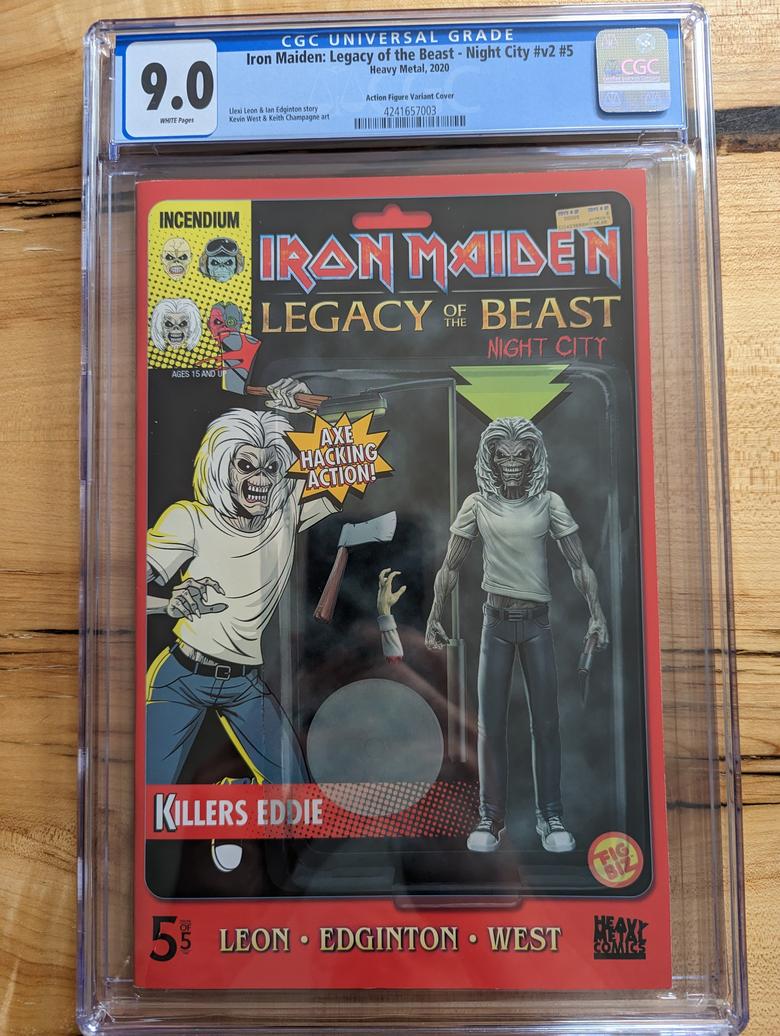 CGC UNIVERSAL GRADE
9.0
WHITE Pages
Iron Maiden: Legacy of the Beast - Night City #v2 #5
Heavy Metal, 2020
Action Figure Variant Cover
Llexi Leon & Ian Edginton story
Kevin West & Keith Champagne art
4241657003
CGC
INCENDIUM
IRON MAIDEN
LEGACY OF THE BEAST
NIGHT CITY
AGES 15 AND UP
AXE
HACKING
ACTION!
KILLERS EDDIE
FIG
BIZ
5 OF 5
LEON • EDGINTON • WEST
HEAVY
METAL
COMICS